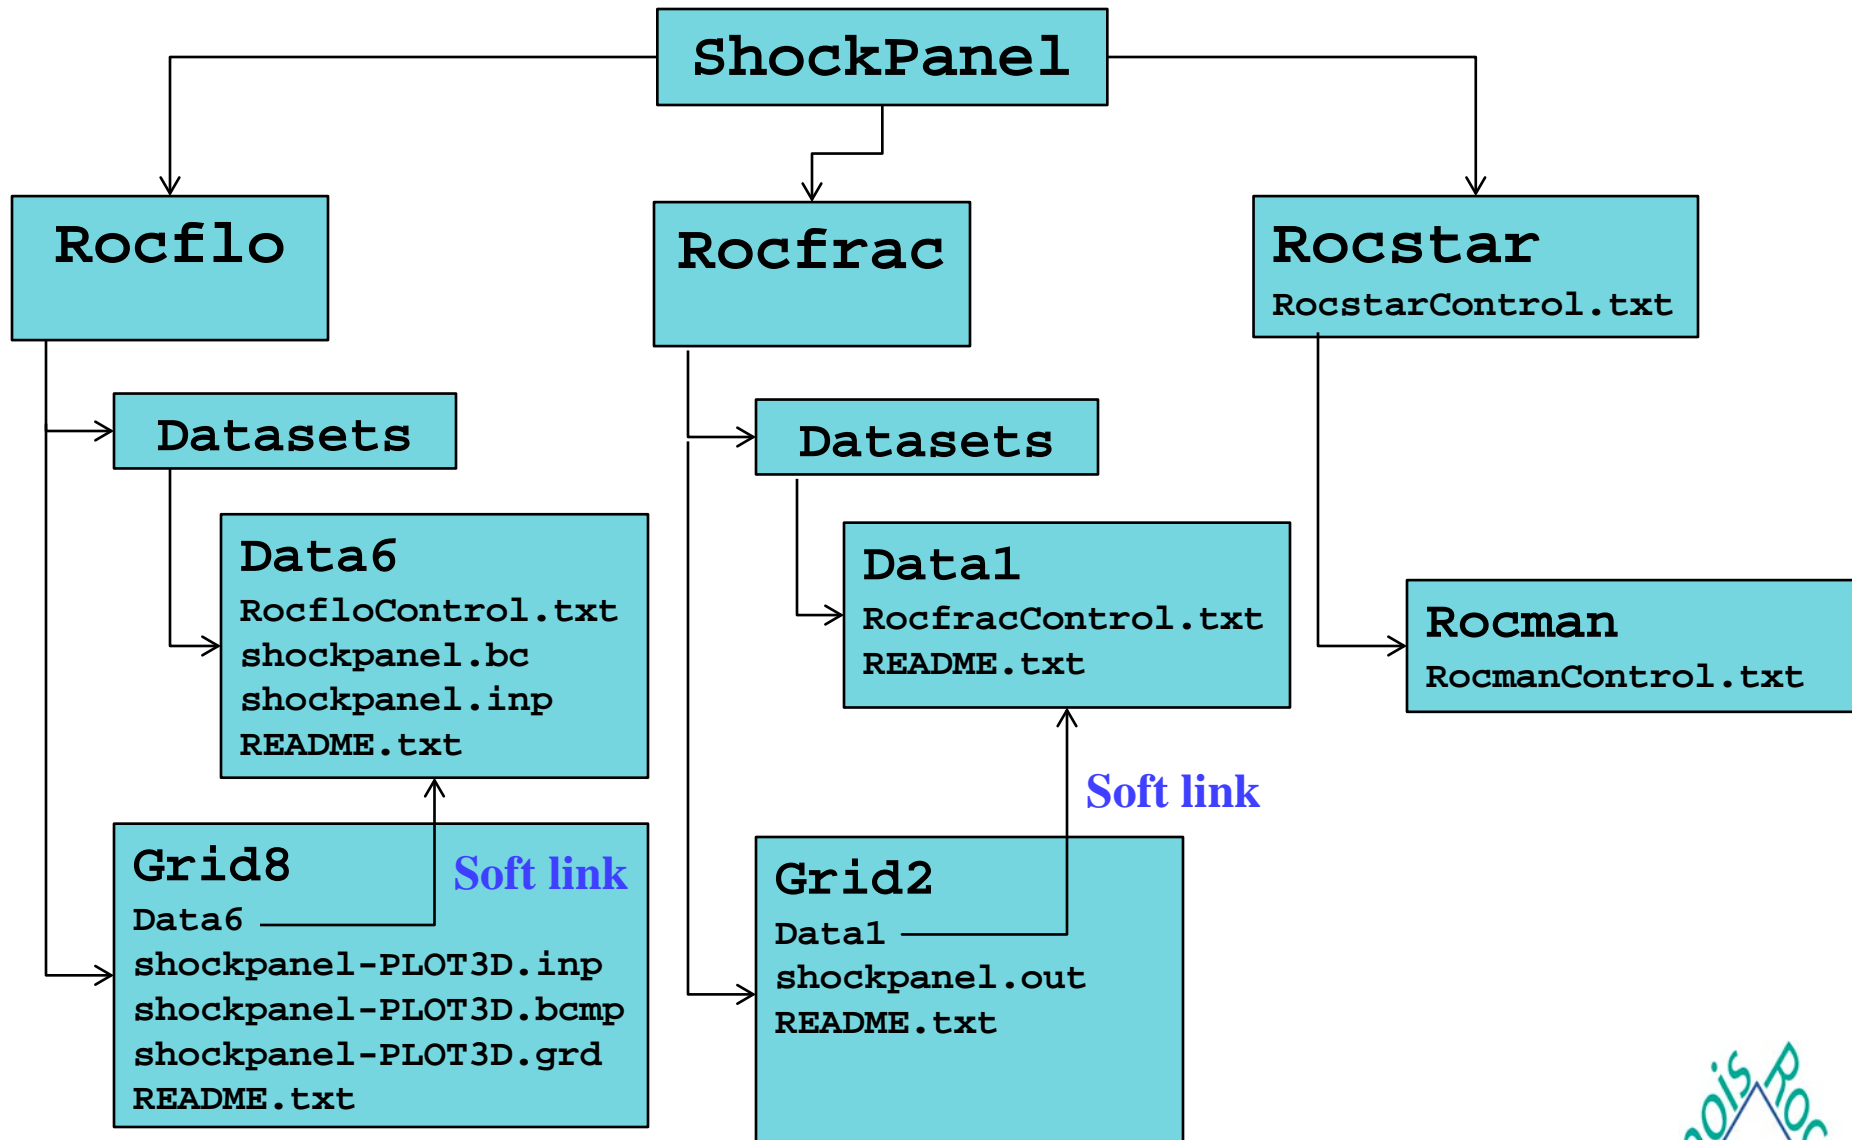 ShockPanel
Rocflo
Rocfrac
Rocstar
RocstarControl.txt
Datasets
Datasets
Data6
RocfloControl.txt
shockpanel.bc
shockpanel.inp
README.txt
Data1
RocfracControl.txt
README.txt
Rocman
RocmanControl.txt
Soft link
Grid8
Soft link
Data6
shockpanel-PLOT3D.inp
shockpanel-PLOT3D.bcmp
shockpanel-PLOT3D.grd
README.txt
Grid2
Data1
shockpanel.out
README.txt